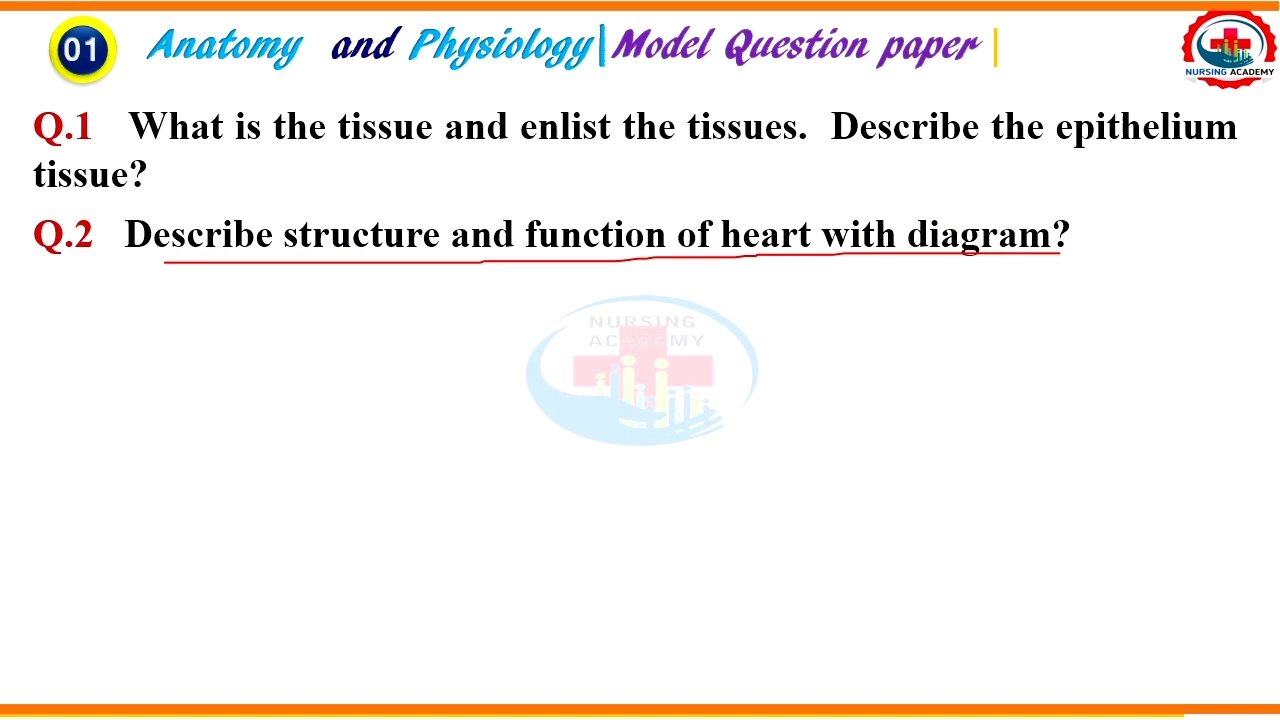 01 Anatomy and Physiology|Model Question paper |
NURSING ACADEMY
Q.1 What is the tissue and enlist the tissues. Describe the epithelium
tissue?
Q.2 Describe structure and function of heart with diagram?
NURSING
ACADEMY